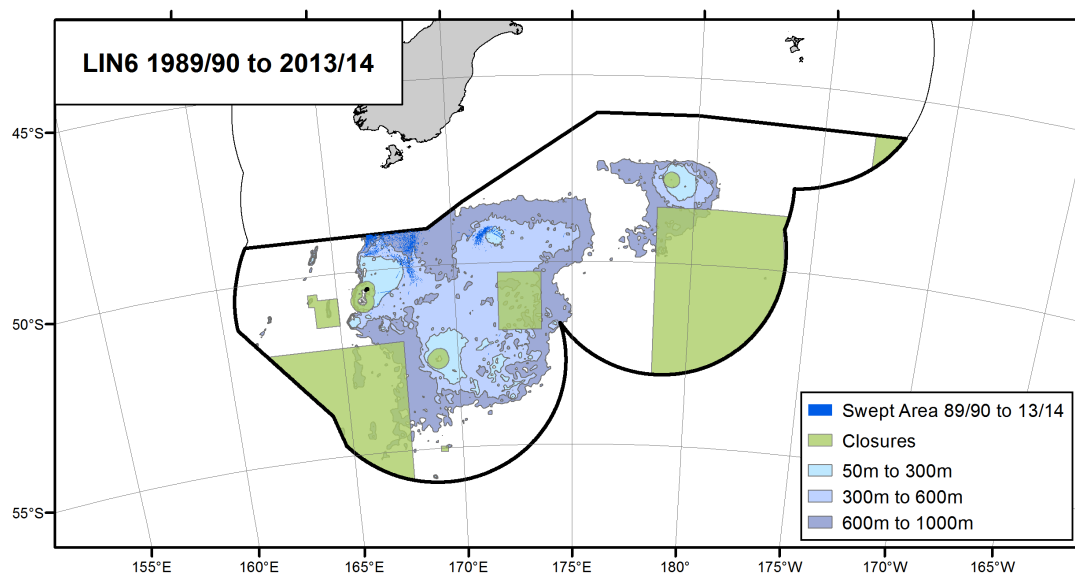 LIN6 1989/90 to 2013/14
45°S
50°S
55°S
Swept Area 89/90 to 13/14
Closures
50m to 300m
300m to 600m
600m to 1000m
155°E
160°E
165°E
170°E
175°E
180°
175°W
170°W
165°W